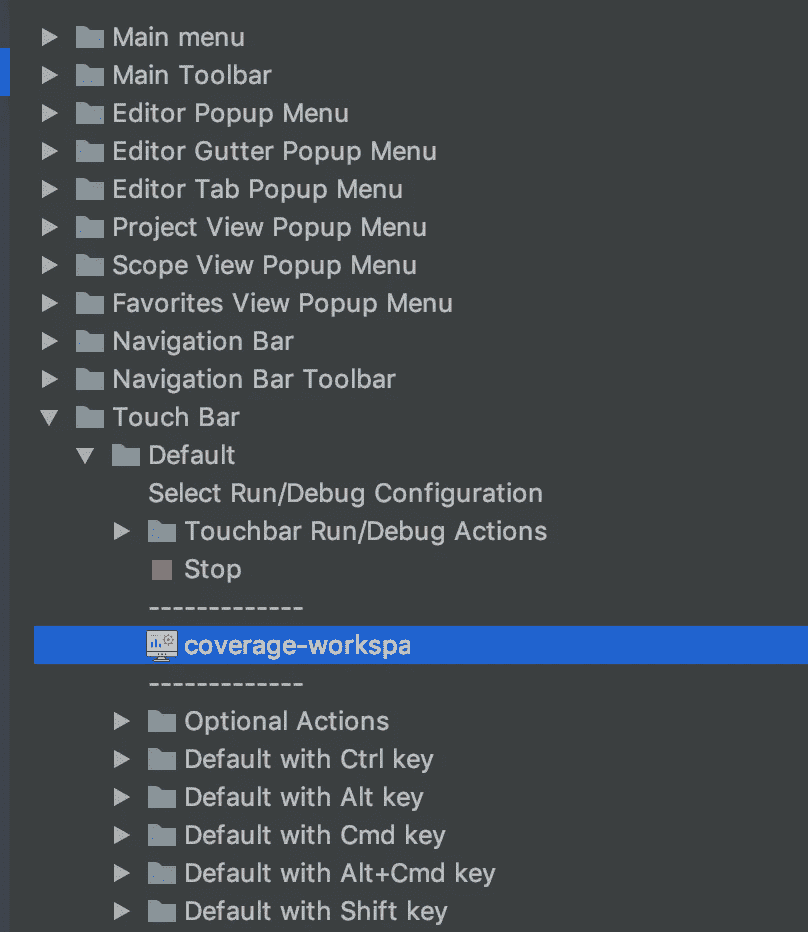 Main menu
Main Toolbar
Editor Popup Menu
Editor Gutter Popup Menu
Editor Tab Popup Menu
Project View Popup Menu
Scope View Popup Menu
Favorites View Popup Menu
Navigation Bar
Navigation Bar Toolbar
Touch Bar
Default
Select Run/Debug Configuration
Touchbar Run/Debug Actions
Stop
-------------
coverage-workspa
-------------
Optional Actions
Default with Ctrl key
Default with Alt key
Default with Cmd key
Default with Alt+Cmd key
Default with Shift key